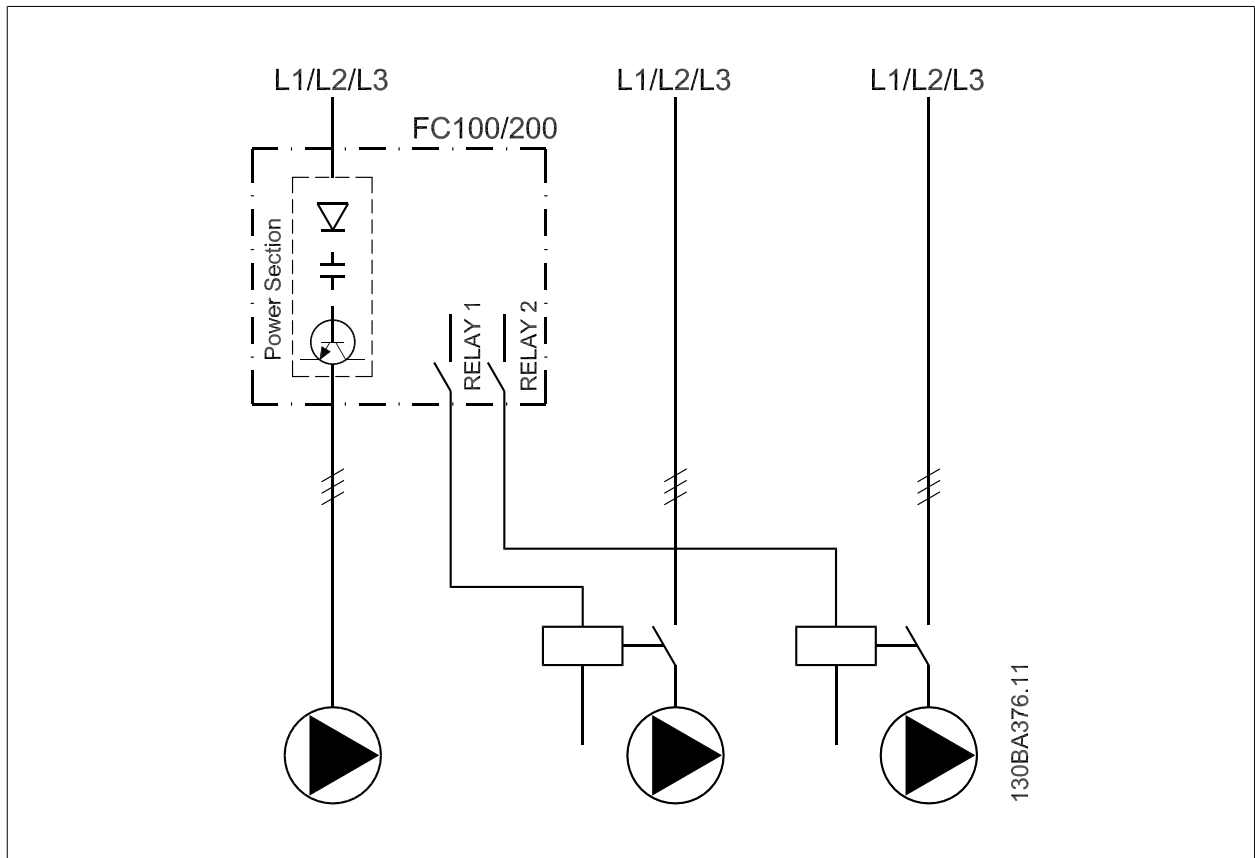 L1/L2/L3
L1/L2/L3
L1/L2/L3
FC100/200
Power Section
RELAY 1
RELAY 2
130BA376.11